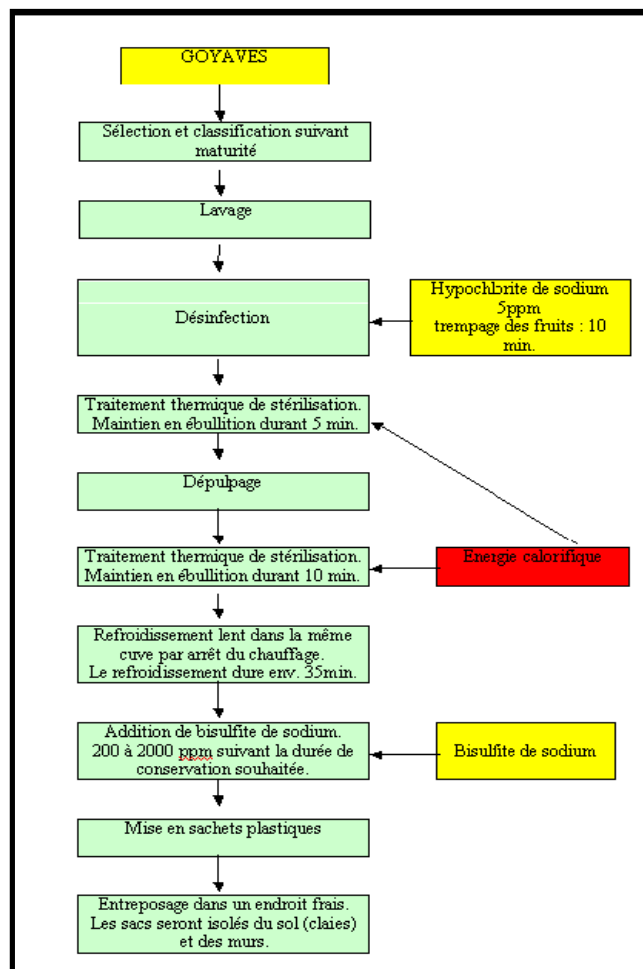 GOYAVES
Sélection et classification suivant
maturité
Lavage
Désinfection
Hypochlorite de sodium
5ppm
trempage des fruits : 10
min.
Traitement thermique de stérilisation.
Maintien en ébullition durant 5 min.
Dépulpage
Traitement thermique de stérilisation.
Maintien en ébullition durant 10 min.
Energie calorifique
Refroidissement lent dans la même
cuve par arrêt du chauffage.
Le refroidissement dure env. 35min.
Addition de bisulfite de sodium.
200 à 2000 ppm suivant la durée de
conservation souhaitée.
Bisulfite de sodium
Mise en sachets plastiques
Entreposage dans un endroit frais.
Les sacs seront isolés du sol (claies)
et des murs.